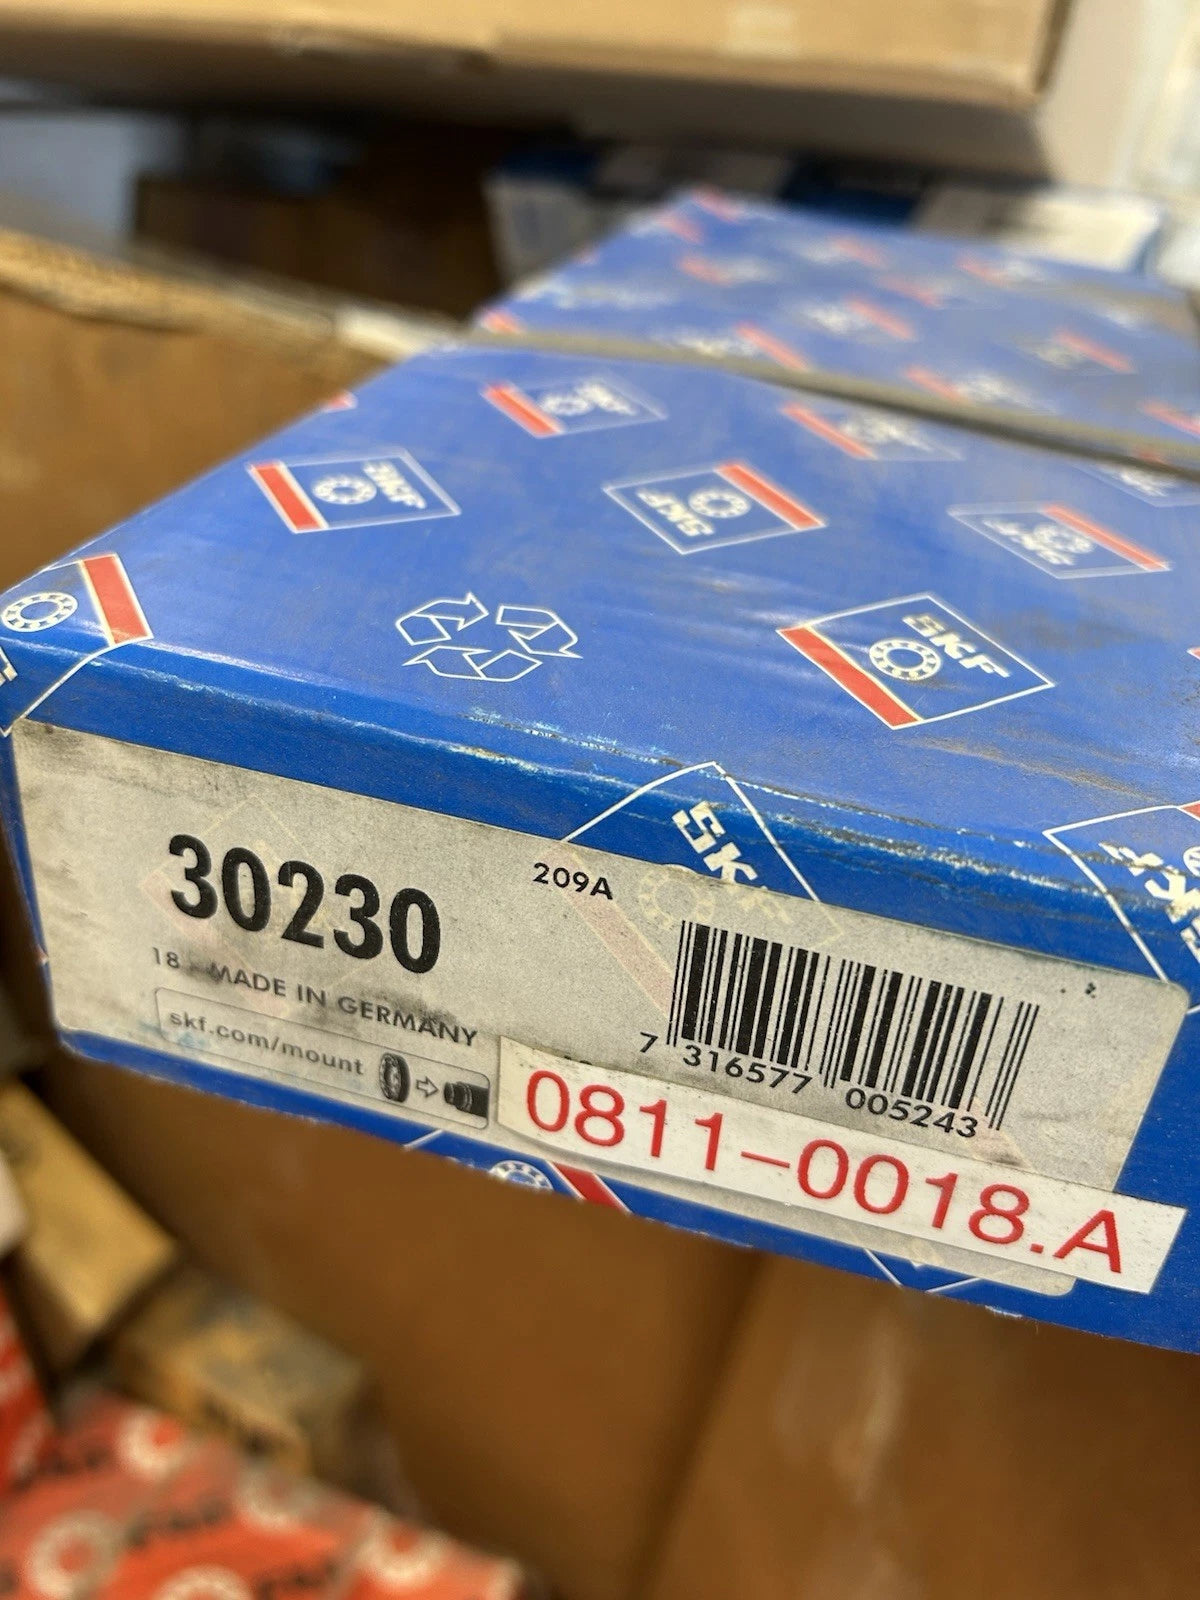 SKF
SKF
SKF
SKF
SKF
SKF
30230
209A
18 MADE IN GERMANY
skf.com/mount
7 316577 005243
0811-0018.A